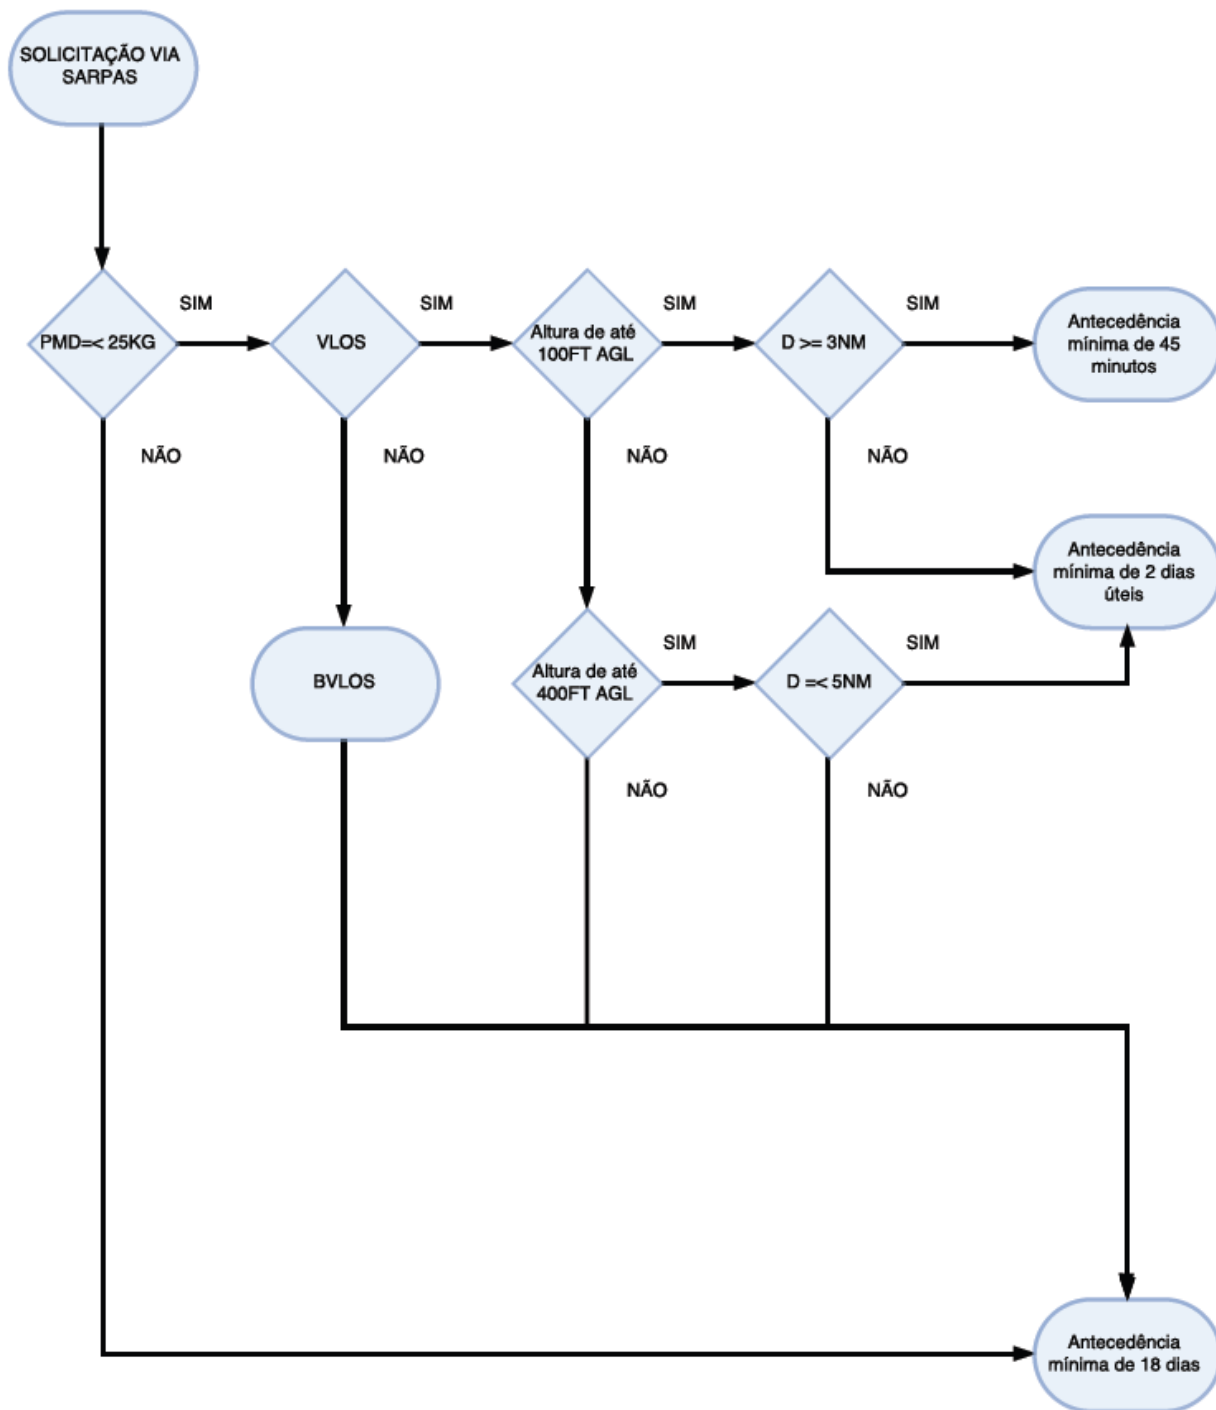 SOLICITAÇÃO VIA
SARPAS
PMD=< 25KG
SIM
NÃO
VLOS
SIM
NÃO
BVLOS
Altura de até
100FT AGL
SIM
NÃO
D >= 3NM
SIM
NÃO
Antecedência
mínima de 45
minutos
Antecedência
mínima de 2 dias
úteis
Altura de até
400FT AGL
SIM
NÃO
D =< 5NM
SIM
NÃO
Antecedência
mínima de 18 dias